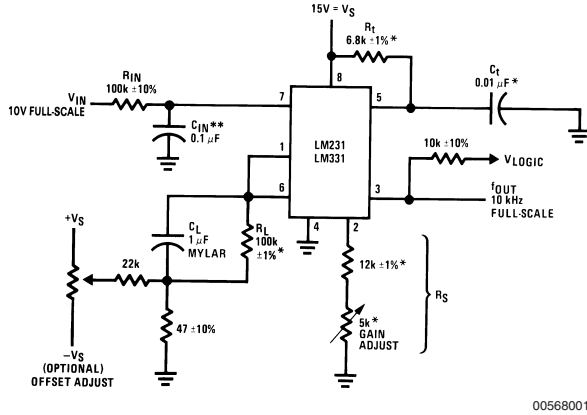 15V = VS
Rt
6.8k ±1% *
Ct
0.01 µF *
RIN
100k ±10%
VIN
10V FULL-SCALE
7
8
5
CIN**
0.1 µF
1
LM231
LM331
10k ±10%
VLOGIC
6
3
fOUT
10 kHz
FULL-SCALE
4
2
+VS
CL
1 µF
MYLAR
RL
100k
±1% *
22k
12k ±1% *
RS
5k *
GAIN
ADJUST
47 ±10%
–VS
(OPTIONAL)
OFFSET ADJUST
00568001